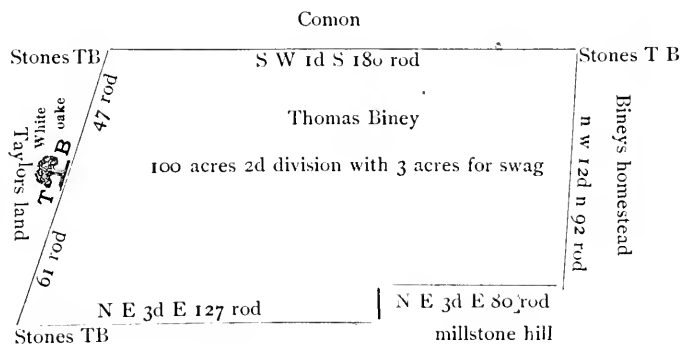 Comon
Stones TB
S W 1d S 180 rod
Stones T B
47 rod
White
oake
T B
Taylors land
61 rod
Thomas Biney
100 acres 2d division with 3 acres for swag
n W 12d n 92 rod
Bineys homestead
N E 3d E 127 rod
N E 3d E 80 rod
Stones TB
millstone hill